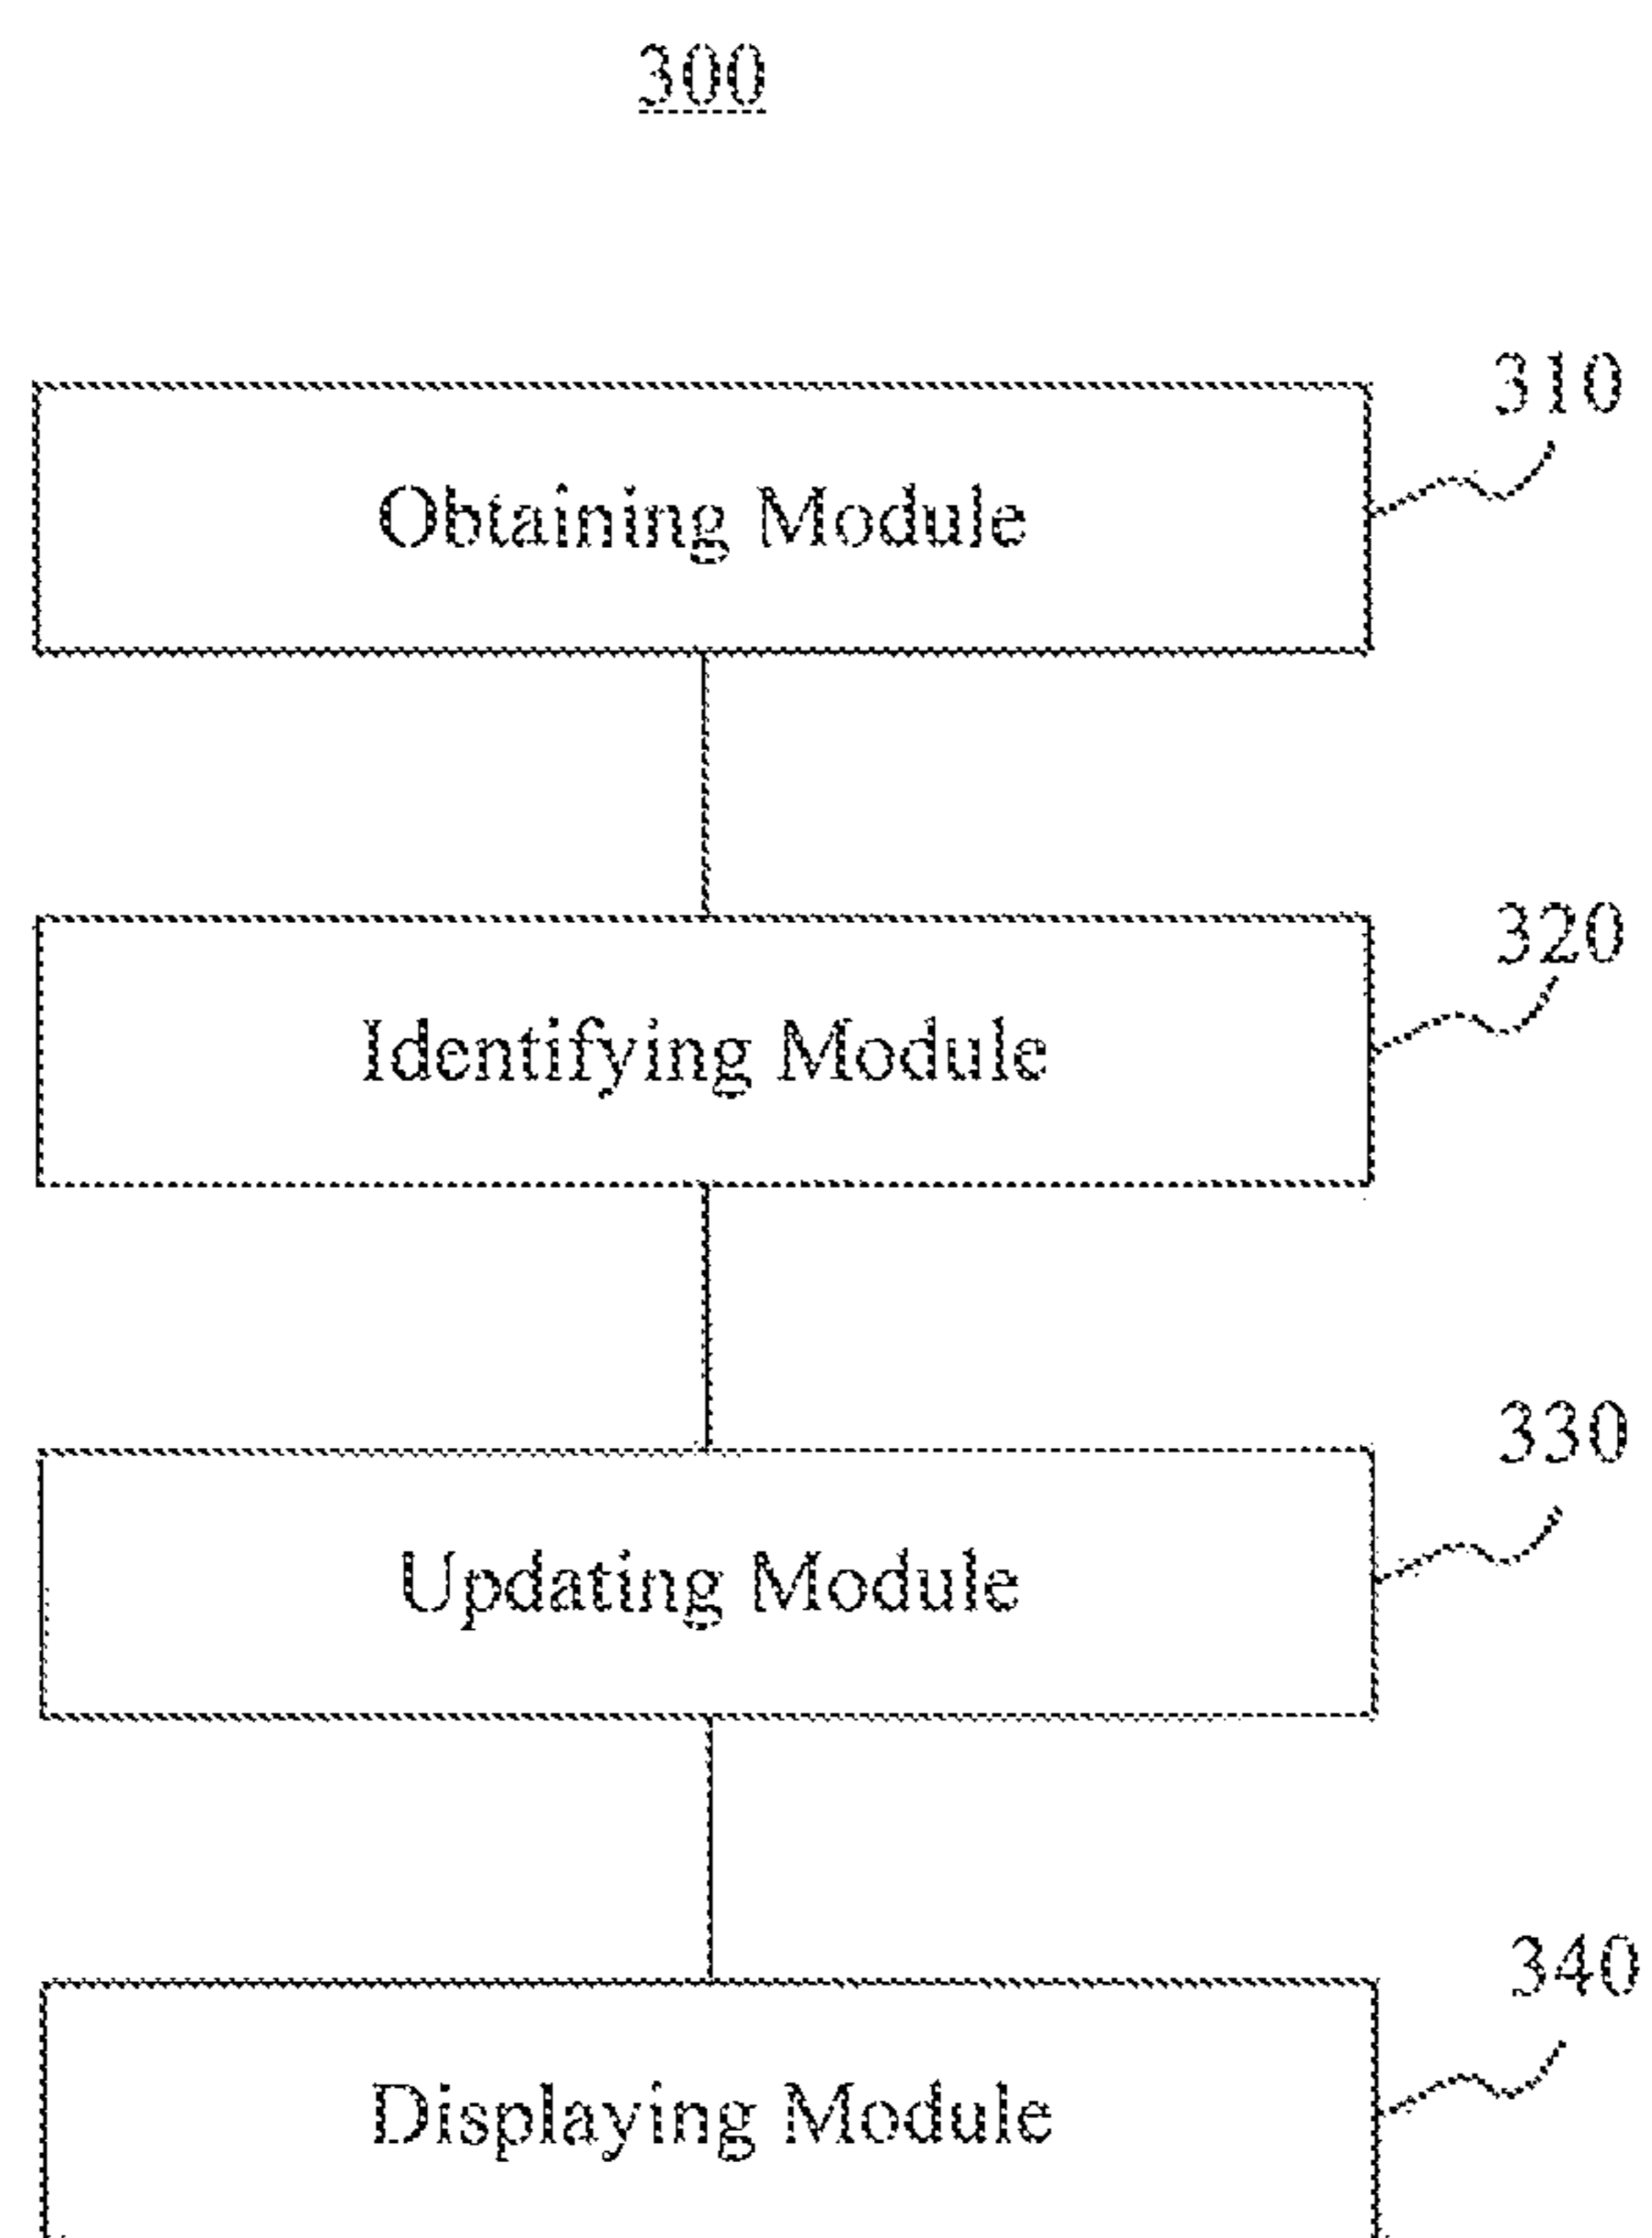 300
310
Obtaining Module
320
Identifying Module
330
Updating Module
340
Displaying Module